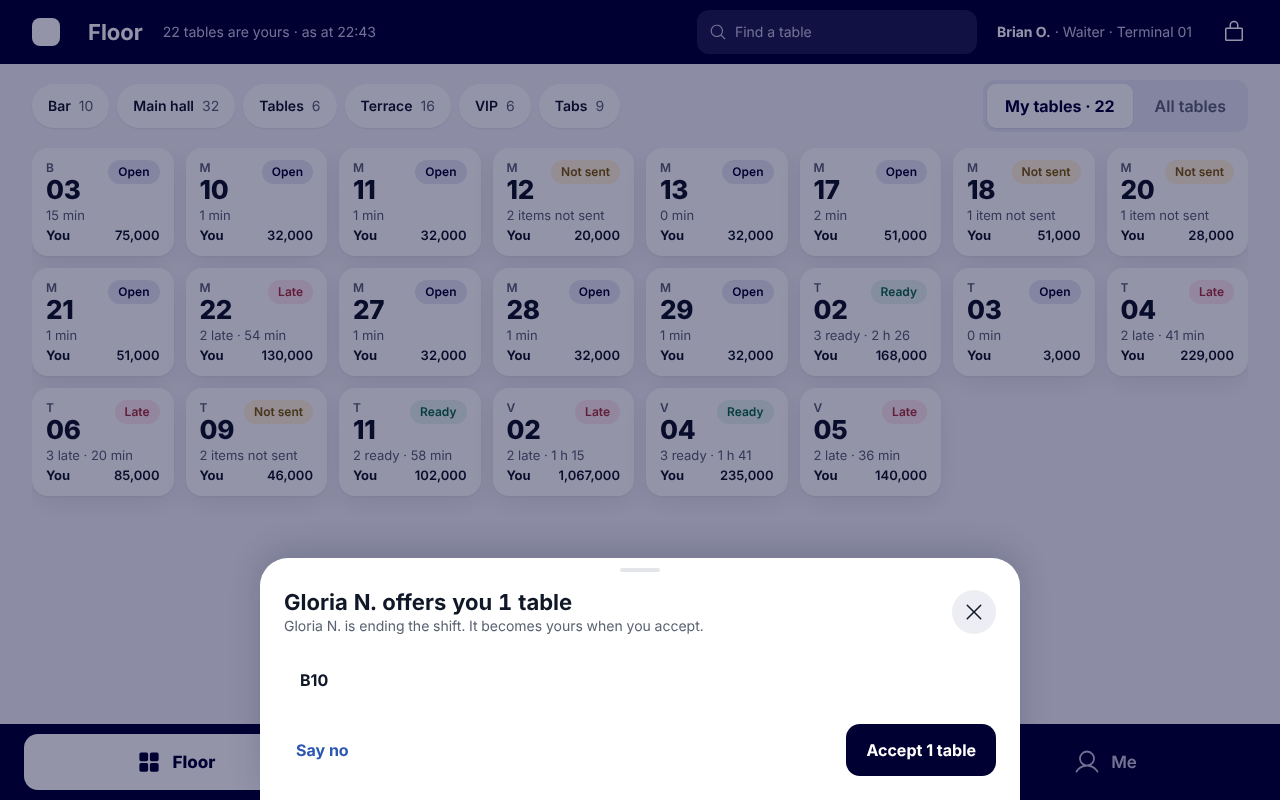 Floor
22 tables are yours · as at 22:43
Find a table
Brian O. · Waiter · Terminal 01
Bar 10
Main hall 32
Tables 6
Terrace 16
VIP 6
Tabs 9
My tables · 22
All tables
B
03
Open
15 min
You 75,000
M
10
Open
1 min
You 32,000
M
11
Open
1 min
You 32,000
M
12
Not sent
2 items not sent
You 20,000
M
13
Open
0 min
You 32,000
M
17
Open
2 min
You 51,000
M
18
Not sent
1 item not sent
You 51,000
M
20
Not sent
1 item not sent
You 28,000
M
21
Open
1 min
You 51,000
M
22
Late
2 late · 54 min
You 130,000
M
27
Open
1 min
You 32,000
M
28
Open
1 min
You 32,000
M
29
Open
1 min
You 32,000
T
02
Ready
3 ready · 2 h 26
You 168,000
T
03
Open
0 min
You 3,000
T
04
Late
2 late · 41 min
You 229,000
T
06
Late
3 late · 20 min
You 85,000
T
09
Not sent
2 items not sent
You 46,000
T
11
Ready
2 ready · 58 min
You 102,000
V
02
Late
2 late · 1 h 15
You 1,067,000
V
04
Ready
3 ready · 1 h 41
You 235,000
V
05
Late
2 late · 36 min
You 140,000
Gloria N. offers you 1 table
Gloria N. is ending the shift. It becomes yours when you accept.
B10
Say no
Accept 1 table
Floor
Me